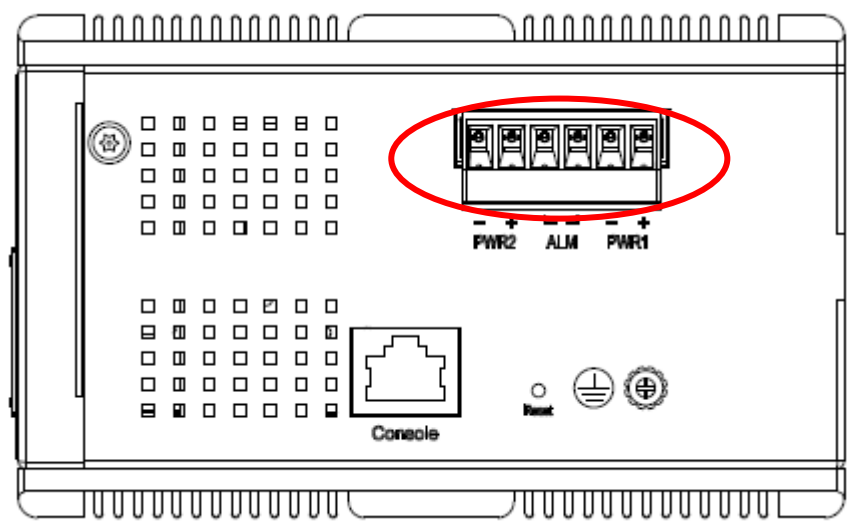 - + - +
PWR2 ALM PWR1
Reset
Console